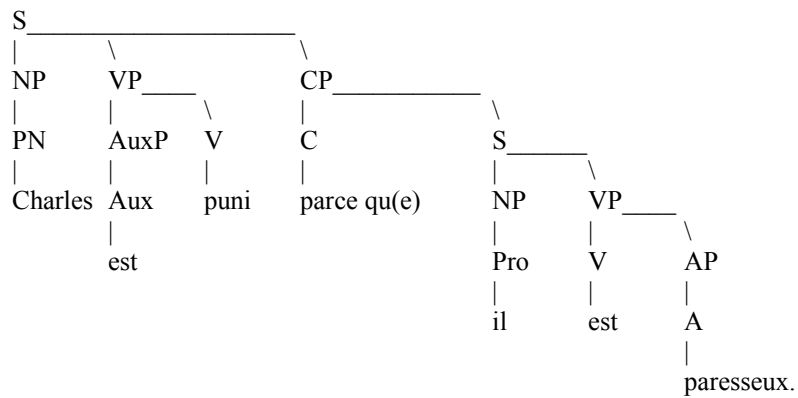 S
NP VP CP
PN AuxP V C S
Charles Aux puni parce qu(e) NP VP
est Pro V AP
il est A
paresseux.